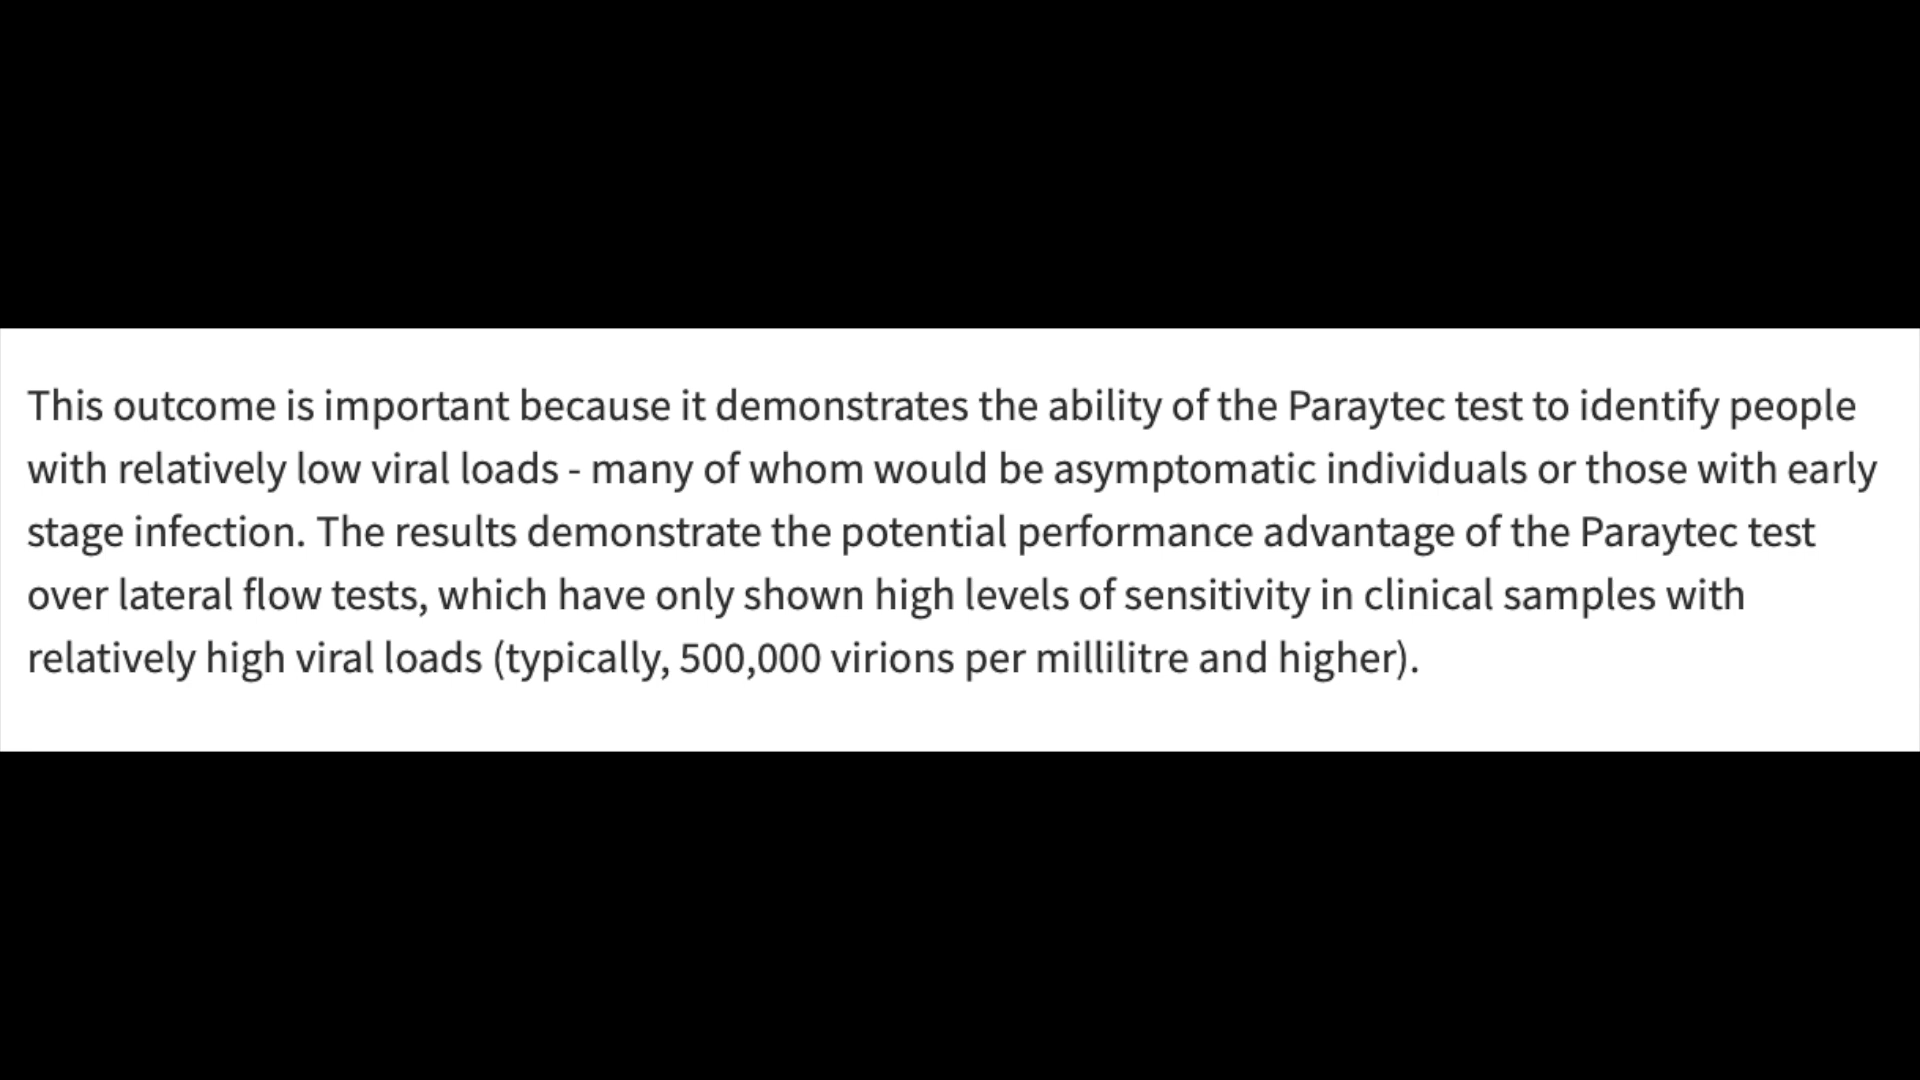 This outcome is important because it demonstrates the ability of the Paraytec test to identify people
with relatively low viral loads - many of whom would be asymptomatic individuals or those with early
stage infection. The results demonstrate the potential performance advantage of the Paraytec test
over lateral flow tests, which have only shown high levels of sensitivity in clinical samples with
relatively high viral loads (typically, 500,000 virions per millilitre and higher).